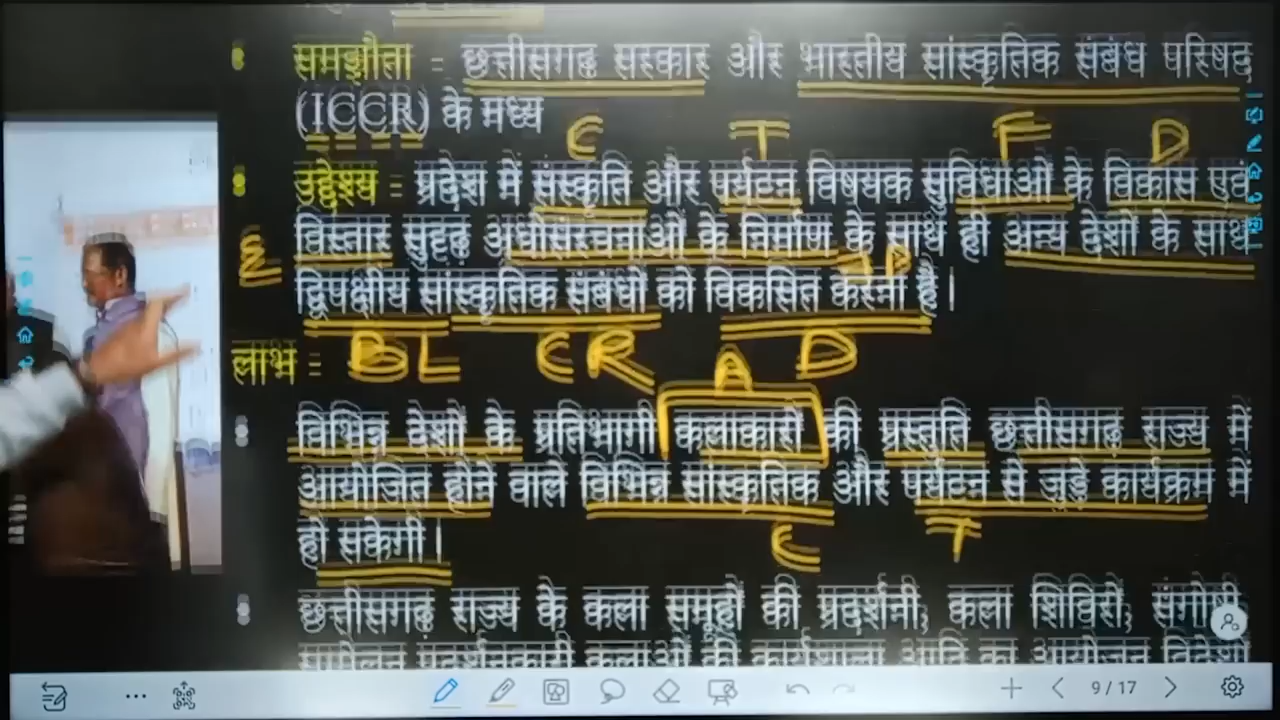 समझौता = छत्तीसगढ़ सरकार और भारतीय सांस्कृतिक संबंध परिषद
(ICCR) के मध्य
C T F D
उद्देश्य = प्रदेश में संस्कृति और पर्यटन विषयक सुविधाओं के विकास एवं
विस्तार सुदृढ़ अधोसंरचनाओं के निर्माण के साथ ही अन्य देशों के साथ
E
द्विपक्षीय सांस्कृतिक संबंधों को विकसित करना है।
लाभ =
BL CR A D
विभिन्न देशों के प्रतिभागी कलाकारों की प्रस्तुति छत्तीसगढ़ राज्य में
आयोजित होने वाले विभिन्न सांस्कृतिक और पर्यटन से जुड़े कार्यक्रम में
हो सकेगी।
C T
छत्तीसगढ़ राज्य के कला समूहों की प्रदर्शनी, कला शिविरों, संगोष्ठी
9/17